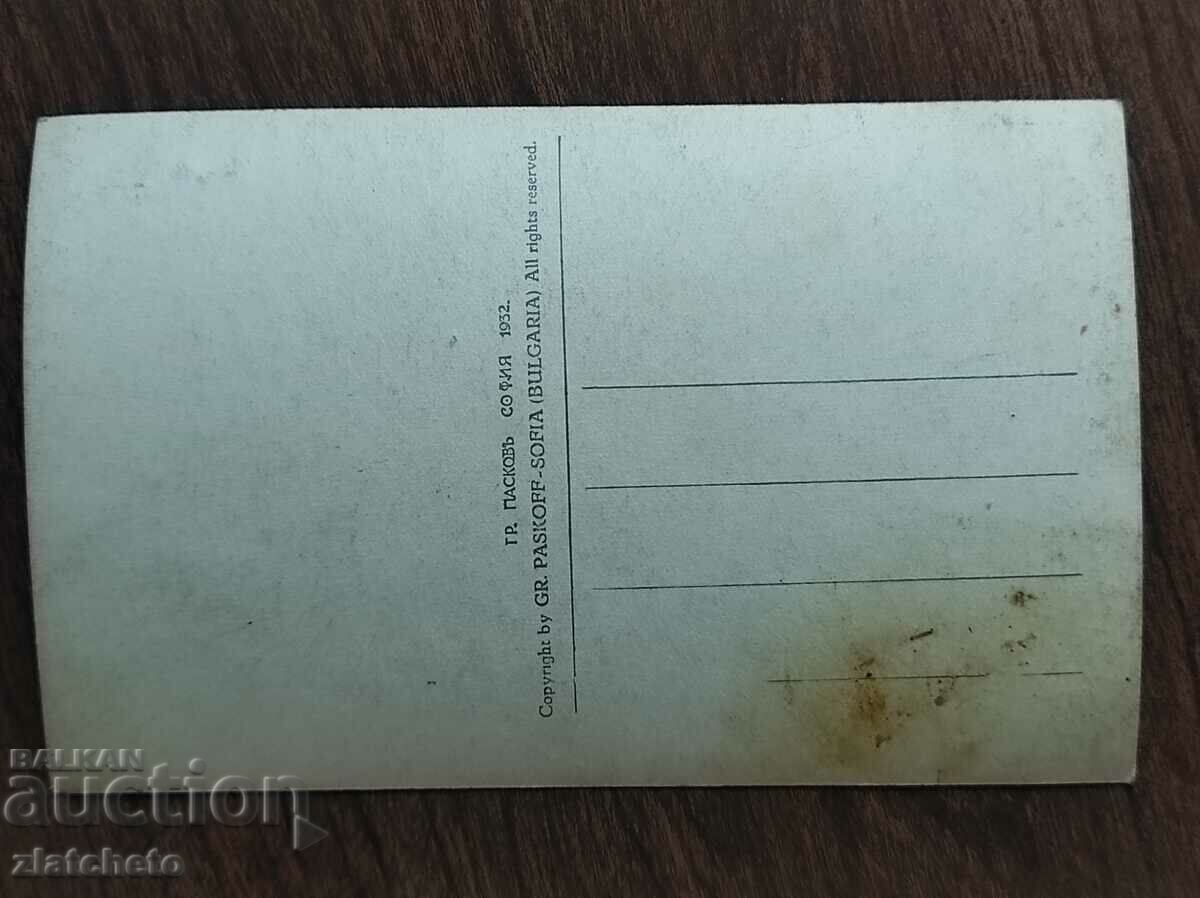 ГР. ПАСКОВЪ СОФИЯ 1932.
Copyright by GR. PASKOFF-SOFIA (BULGARIA) All rights reserved.
BALKAN
auction
zlatcheto